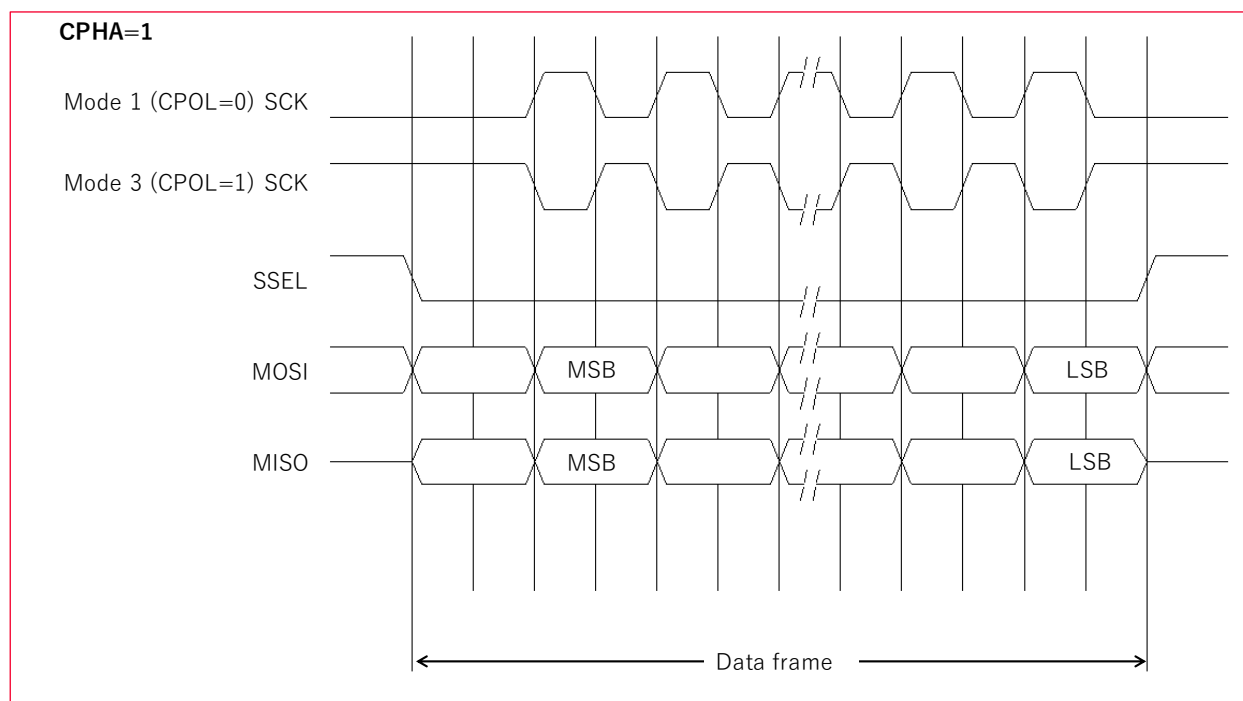 CPHA=1
Mode 1 (CPOL=0) SCK
Mode 3 (CPOL=1) SCK
SSEL
MOSI
MSB
LSB
MISO
MSB
LSB
Data frame